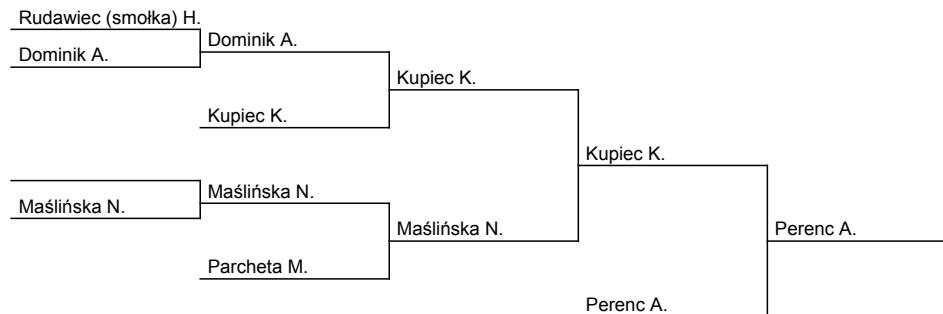 Rudawiec (smołka) H.
Dominik A.
Dominik A.
Kupiec K.
Kupiec K.
Kupiec K.
Maślińska N.
Maślińska N.
Maślińska N.
Perenc A.
Parcheta M.
Perenc A.